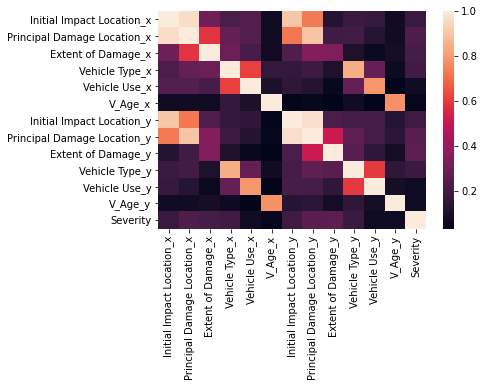 Initial Impact Location_x
Principal Damage Location_x
Extent of Damage_x
Vehicle Type_x
Vehicle Use_x
V_Age_x
Initial Impact Location_y
Principal Damage Location_y
Extent of Damage_y
Vehicle Type_y
Vehicle Use_y
V_Age_y
Severity
Initial Impact Location_x
Principal Damage Location_x
Extent of Damage_x
Vehicle Type_x
Vehicle Use_x
V_Age_x
Initial Impact Location_y
Principal Damage Location_y
Extent of Damage_y
Vehicle Type_y
Vehicle Use_y
V_Age_y
Severity
1.0
0.8
0.6
0.4
0.2